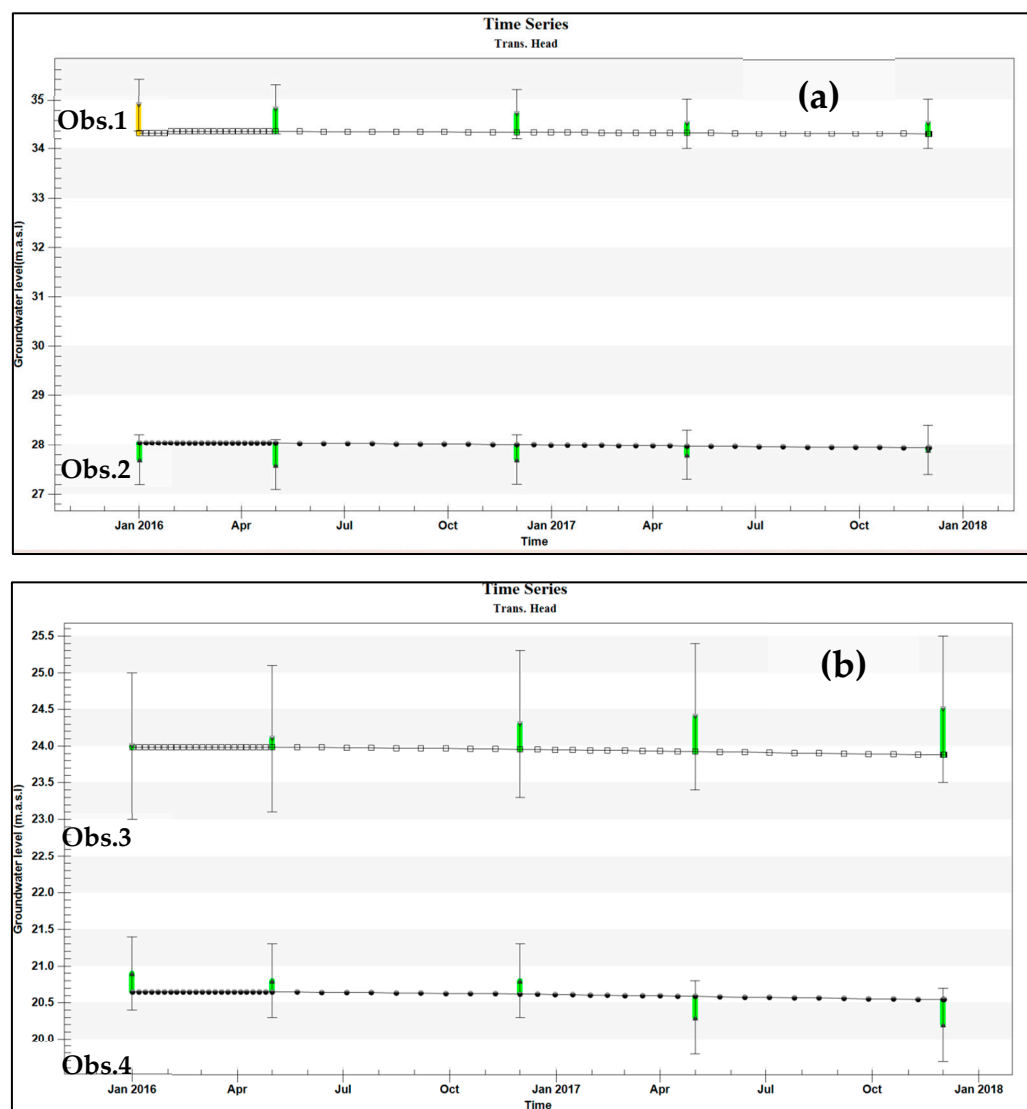 Time Series
Trans. Head
(a)
Obs.1
Obs.2
Groundwater level(m.a.s.l)
35
34
33
32
31
30
29
28
27
Jan 2016 Apr Jul Oct Jan 2017 Apr Jul Oct Jan 2018
Time
Time Series
Trans. Head
(b)
Obs.3
Obs.4
Groundwater level (m.a.s.l)
25.5
25.0
24.5
24.0
23.5
23.0
22.5
22.0
21.5
21.0
20.5
20.0
Jan 2016 Apr Jul Oct Jan 2017 Apr Jul Oct Jan 2018
Time